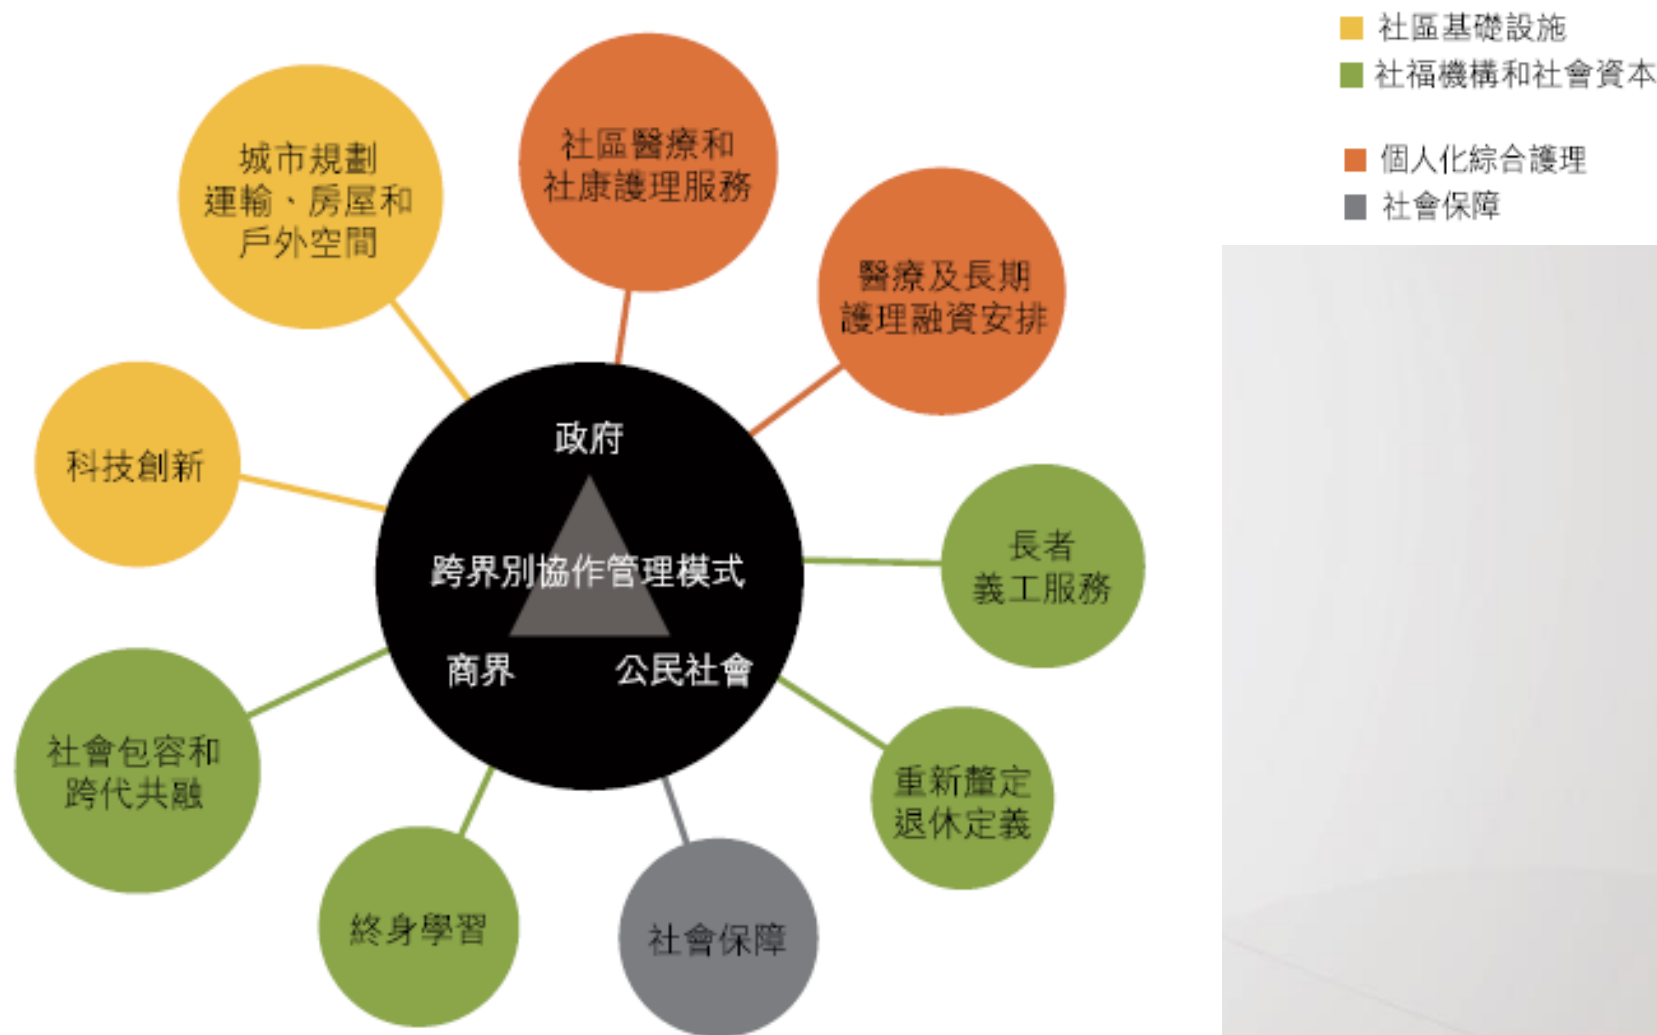 社區基礎設施
社福機構和社會資本
個人化綜合護理
社會保障
城市規劃
運輸、房屋和
戶外空間
社區醫療和
社康護理服務
醫療及長期
護理融資安排
科技創新
政府
跨界別協作管理模式
商界
公民社會
長者
義工服務
社會包容和
跨代共融
重新釐定
退休定義
終身學習
社會保障